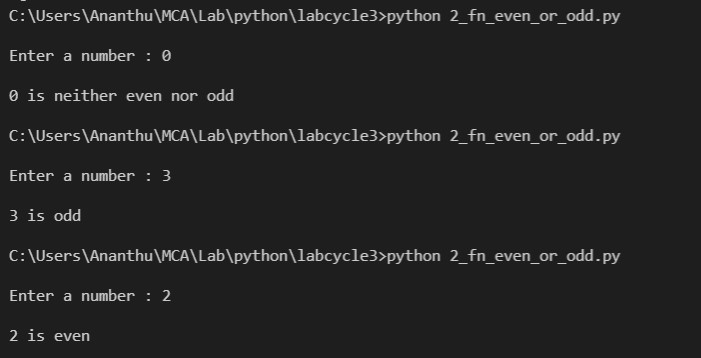 C:\Users\Ananthu\MCA\Lab\python\labcycle3>python 2_fn_even_or_odd.py
Enter a number : 0
0 is neither even nor odd
C:\Users\Ananthu\MCA\Lab\python\labcycle3>python 2_fn_even_or_odd.py
Enter a number : 3
3 is odd
C:\Users\Ananthu\MCA\Lab\python\labcycle3>python 2_fn_even_or_odd.py
Enter a number : 2
2 is even